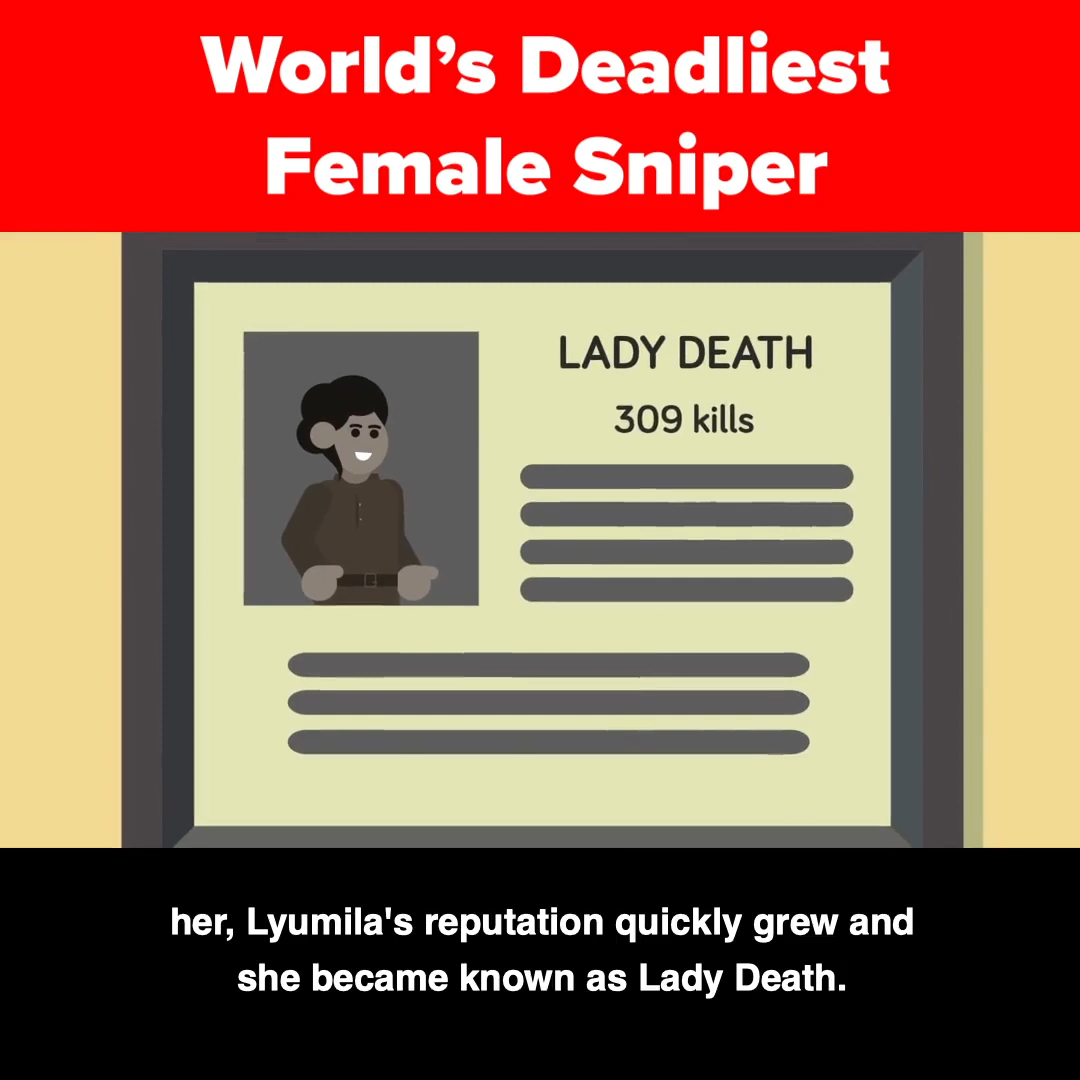 World’s Deadliest
Female Sniper
LADY DEATH
309 kills
her, Lyumila's reputation quickly grew and
she became known as Lady Death.